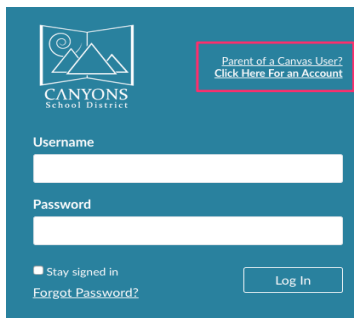 Parent of a Canvas User?
Click Here For an Account
CANYONS
School District
Username
Password
Stay signed in
Forgot Password?
Log In